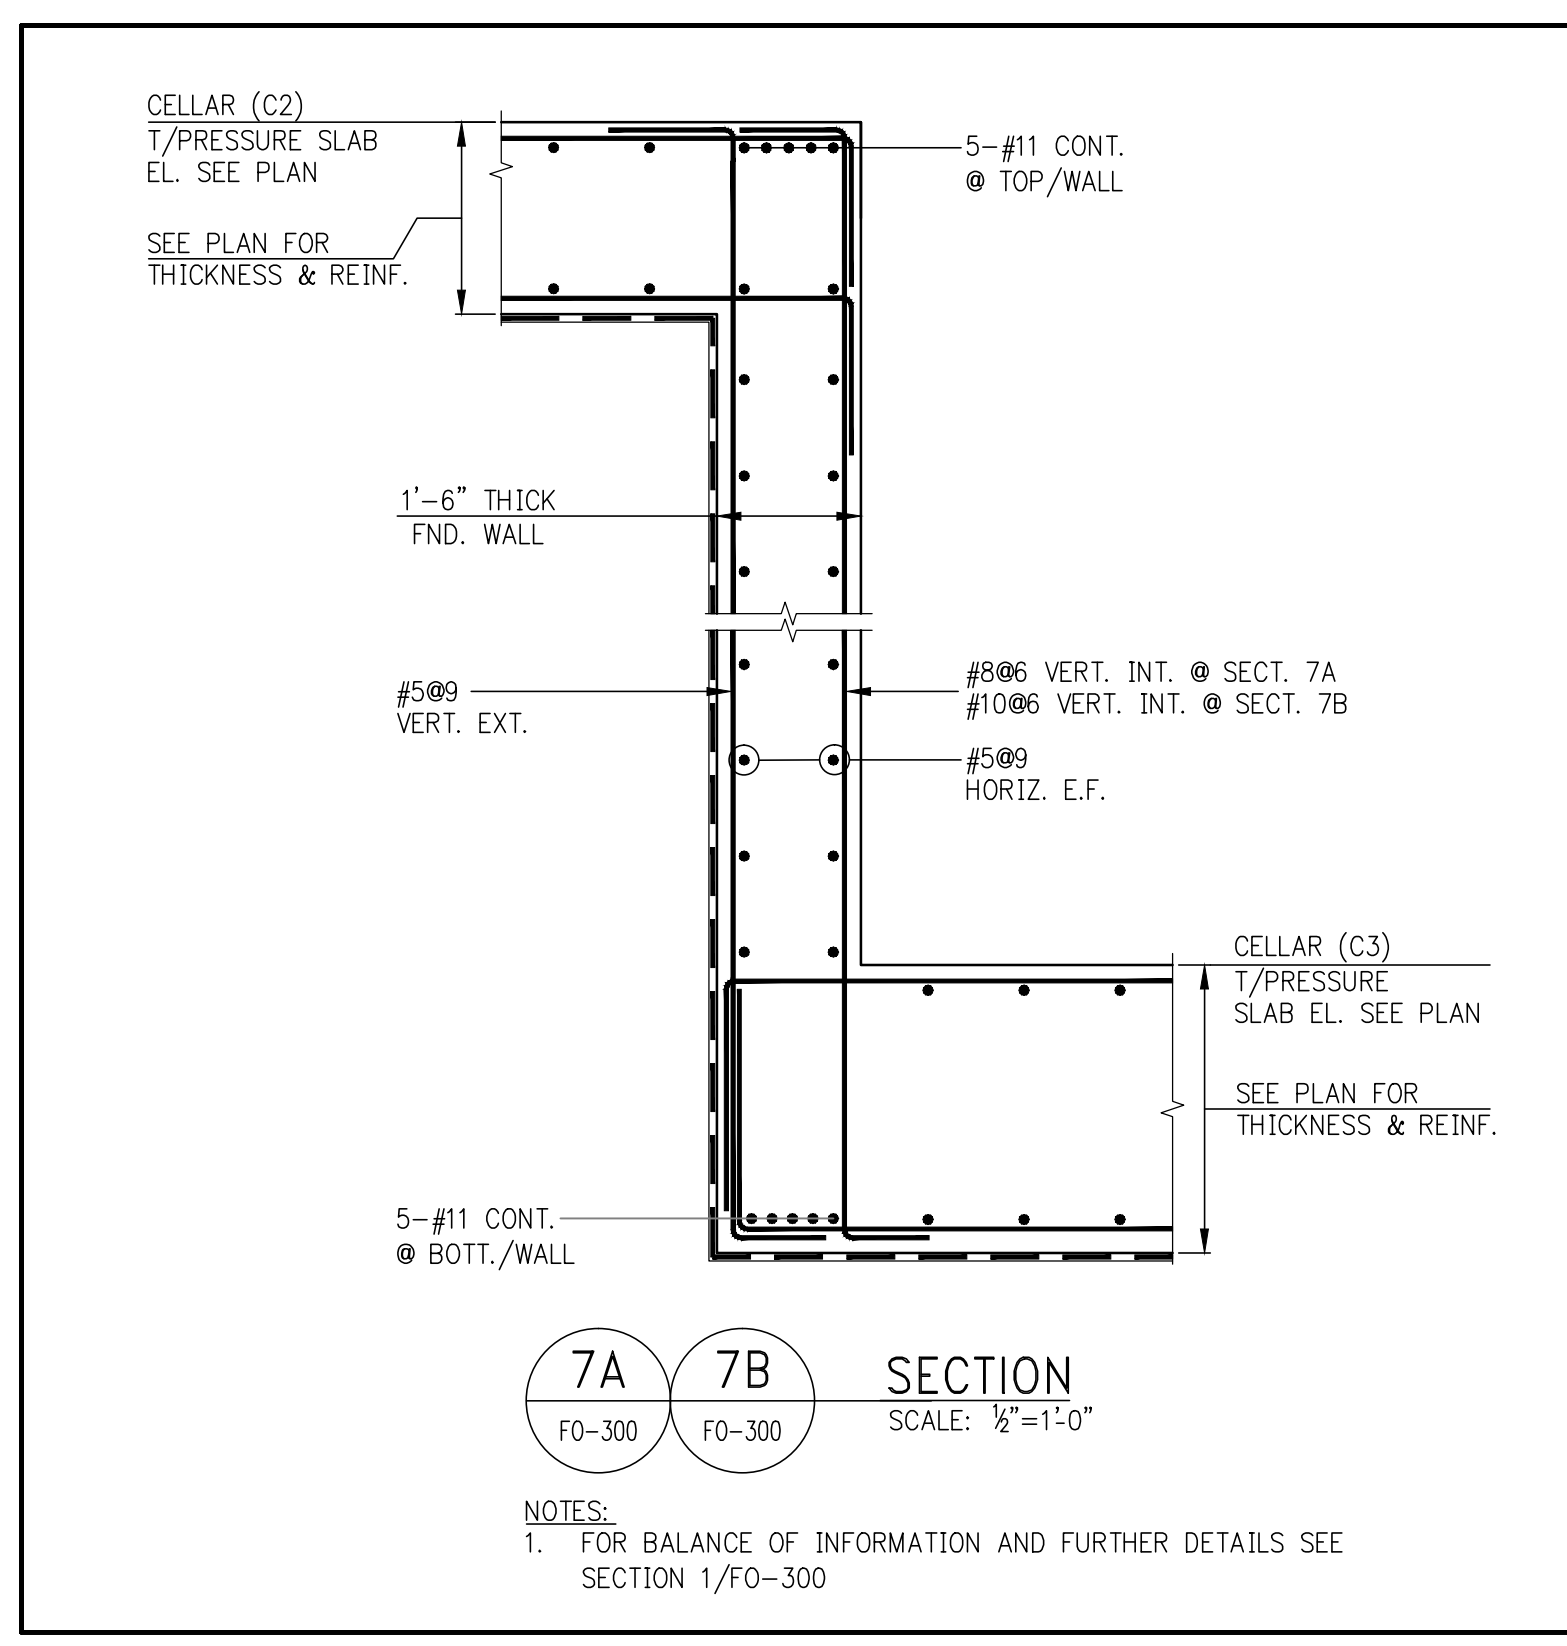 CELLAR (C2)
T/PRESSURE SLAB
EL. SEE PLAN
SEE PLAN FOR
THICKNESS & REINF.
5-#11 CONT.
@ TOP/WALL
1'-6" THICK
FND. WALL
#5@9
VERT. EXT.
#8@6 VERT. INT. @ SECT. 7A
#10@6 VERT. INT. @ SECT. 7B
#5@9
HORIZ. E.F.
CELLAR (C3)
T/PRESSURE
SLAB EL. SEE PLAN
SEE PLAN FOR
THICKNESS & REINF.
5-#11 CONT.
@ BOTT./WALL
7A
FO-300
7B
FO-300
SECTION
SCALE: ½"=1'-0"
NOTES:
1. FOR BALANCE OF INFORMATION AND FURTHER DETAILS SEE
SECTION 1/FO-300